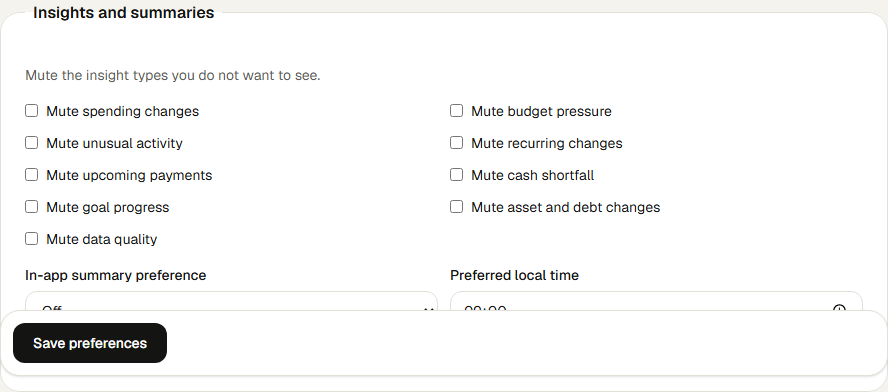 Insights and summaries
Mute the insight types you do not want to see.
Mute spending changes
Mute budget pressure
Mute unusual activity
Mute recurring changes
Mute upcoming payments
Mute cash shortfall
Mute goal progress
Mute asset and debt changes
Mute data quality
In-app summary preference
Preferred local time
Off
Save preferences